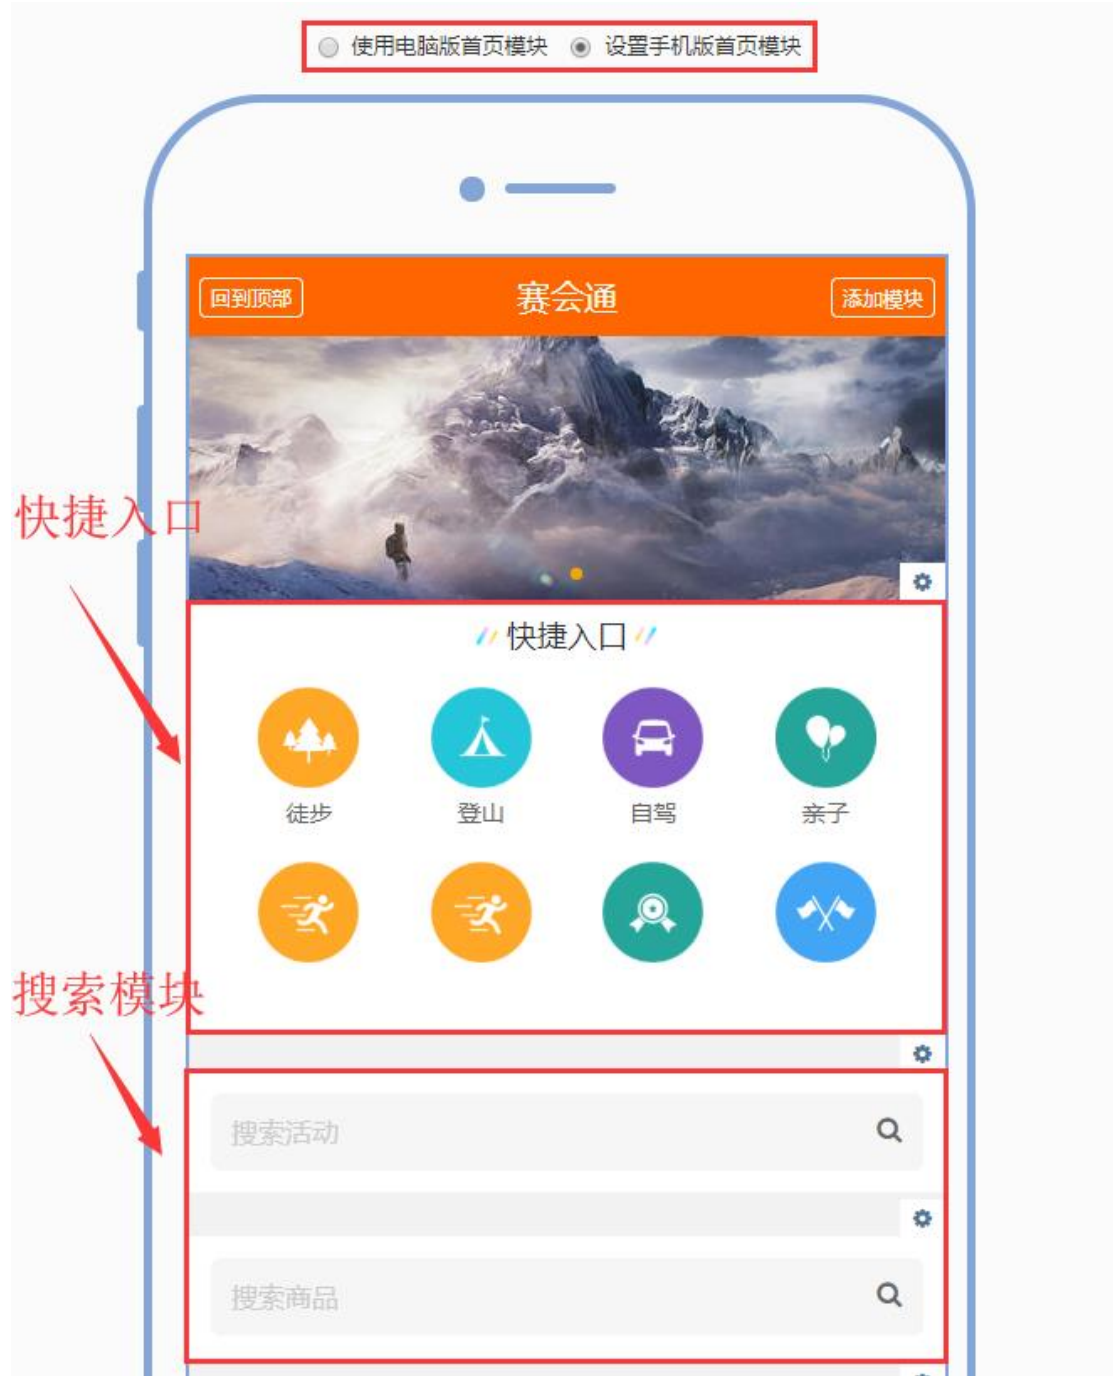 使用电脑版首页模块 设置手机版首页模块
回到顶部 赛会通 添加模块
快捷入口
快捷入口
徒步 登山 自驾 亲子
搜索模块
搜索活动
搜索商品